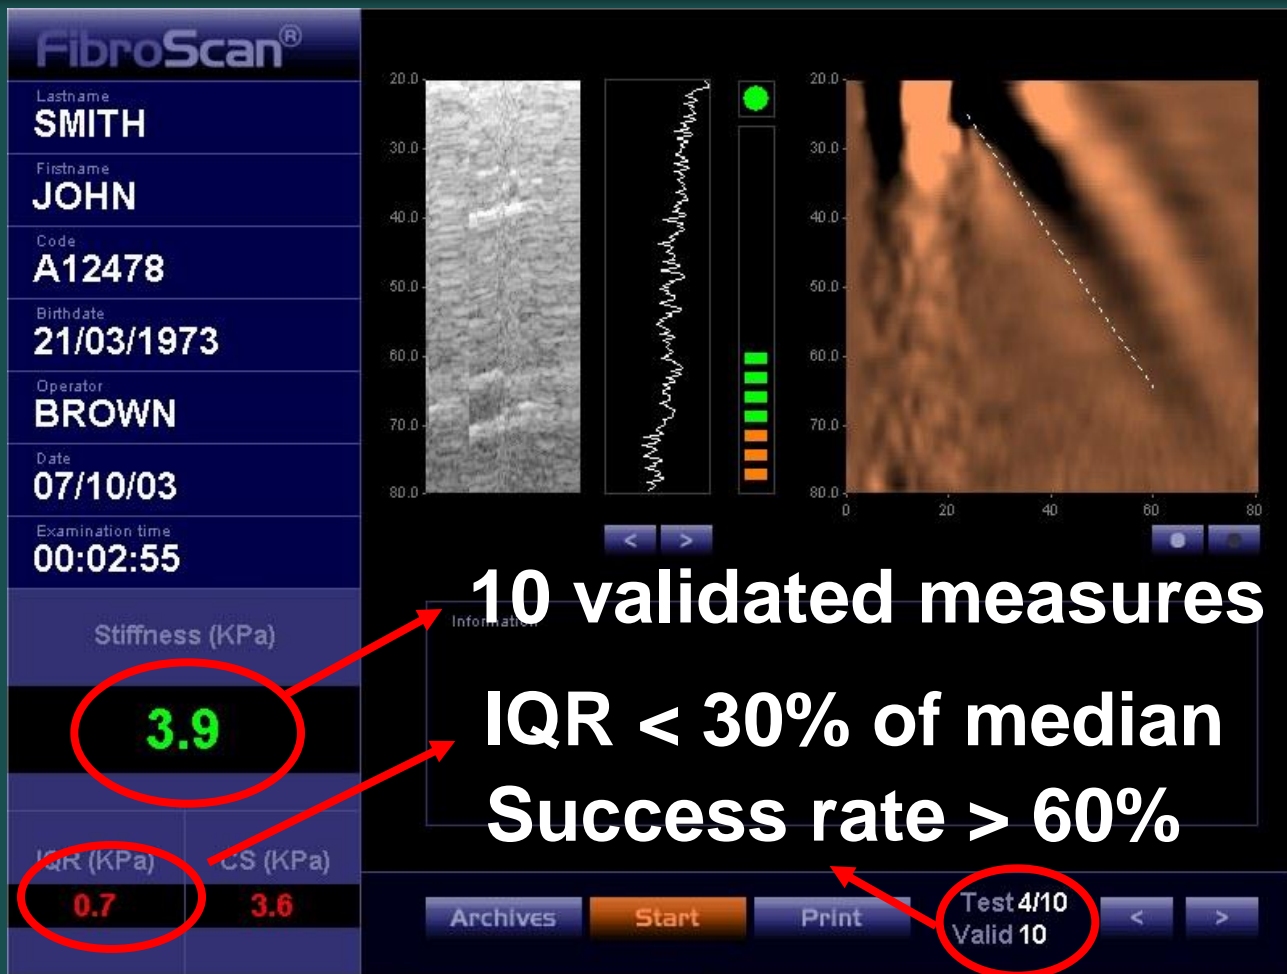 FibroScan®
Lastname
SMITH
Firstname
JOHN
Code
A12478
Birthdate
21/03/1973
Operator
BROWN
Date
07/10/03
Examination time
00:02:55
Stiffness (KPa)
3.9
IQR (KPa)
CS (KPa)
0.7
3.6
20.0
30.0
40.0
50.0
60.0
70.0
80.0
20.0
30.0
40.0
50.0
60.0
70.0
80.0
0 20 40 60 80
< >
10 validated measures
Information
IQR < 30% of median
Success rate > 60%
Archives
Start
Print
Test 4/10
Valid 10
< >